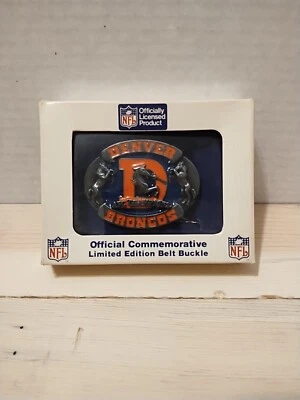 NFL
Officially
Licensed
Product
DENVER
D
BRONCOS
NFL
Official Commemorative
Limited Edition Belt Buckle
NFL